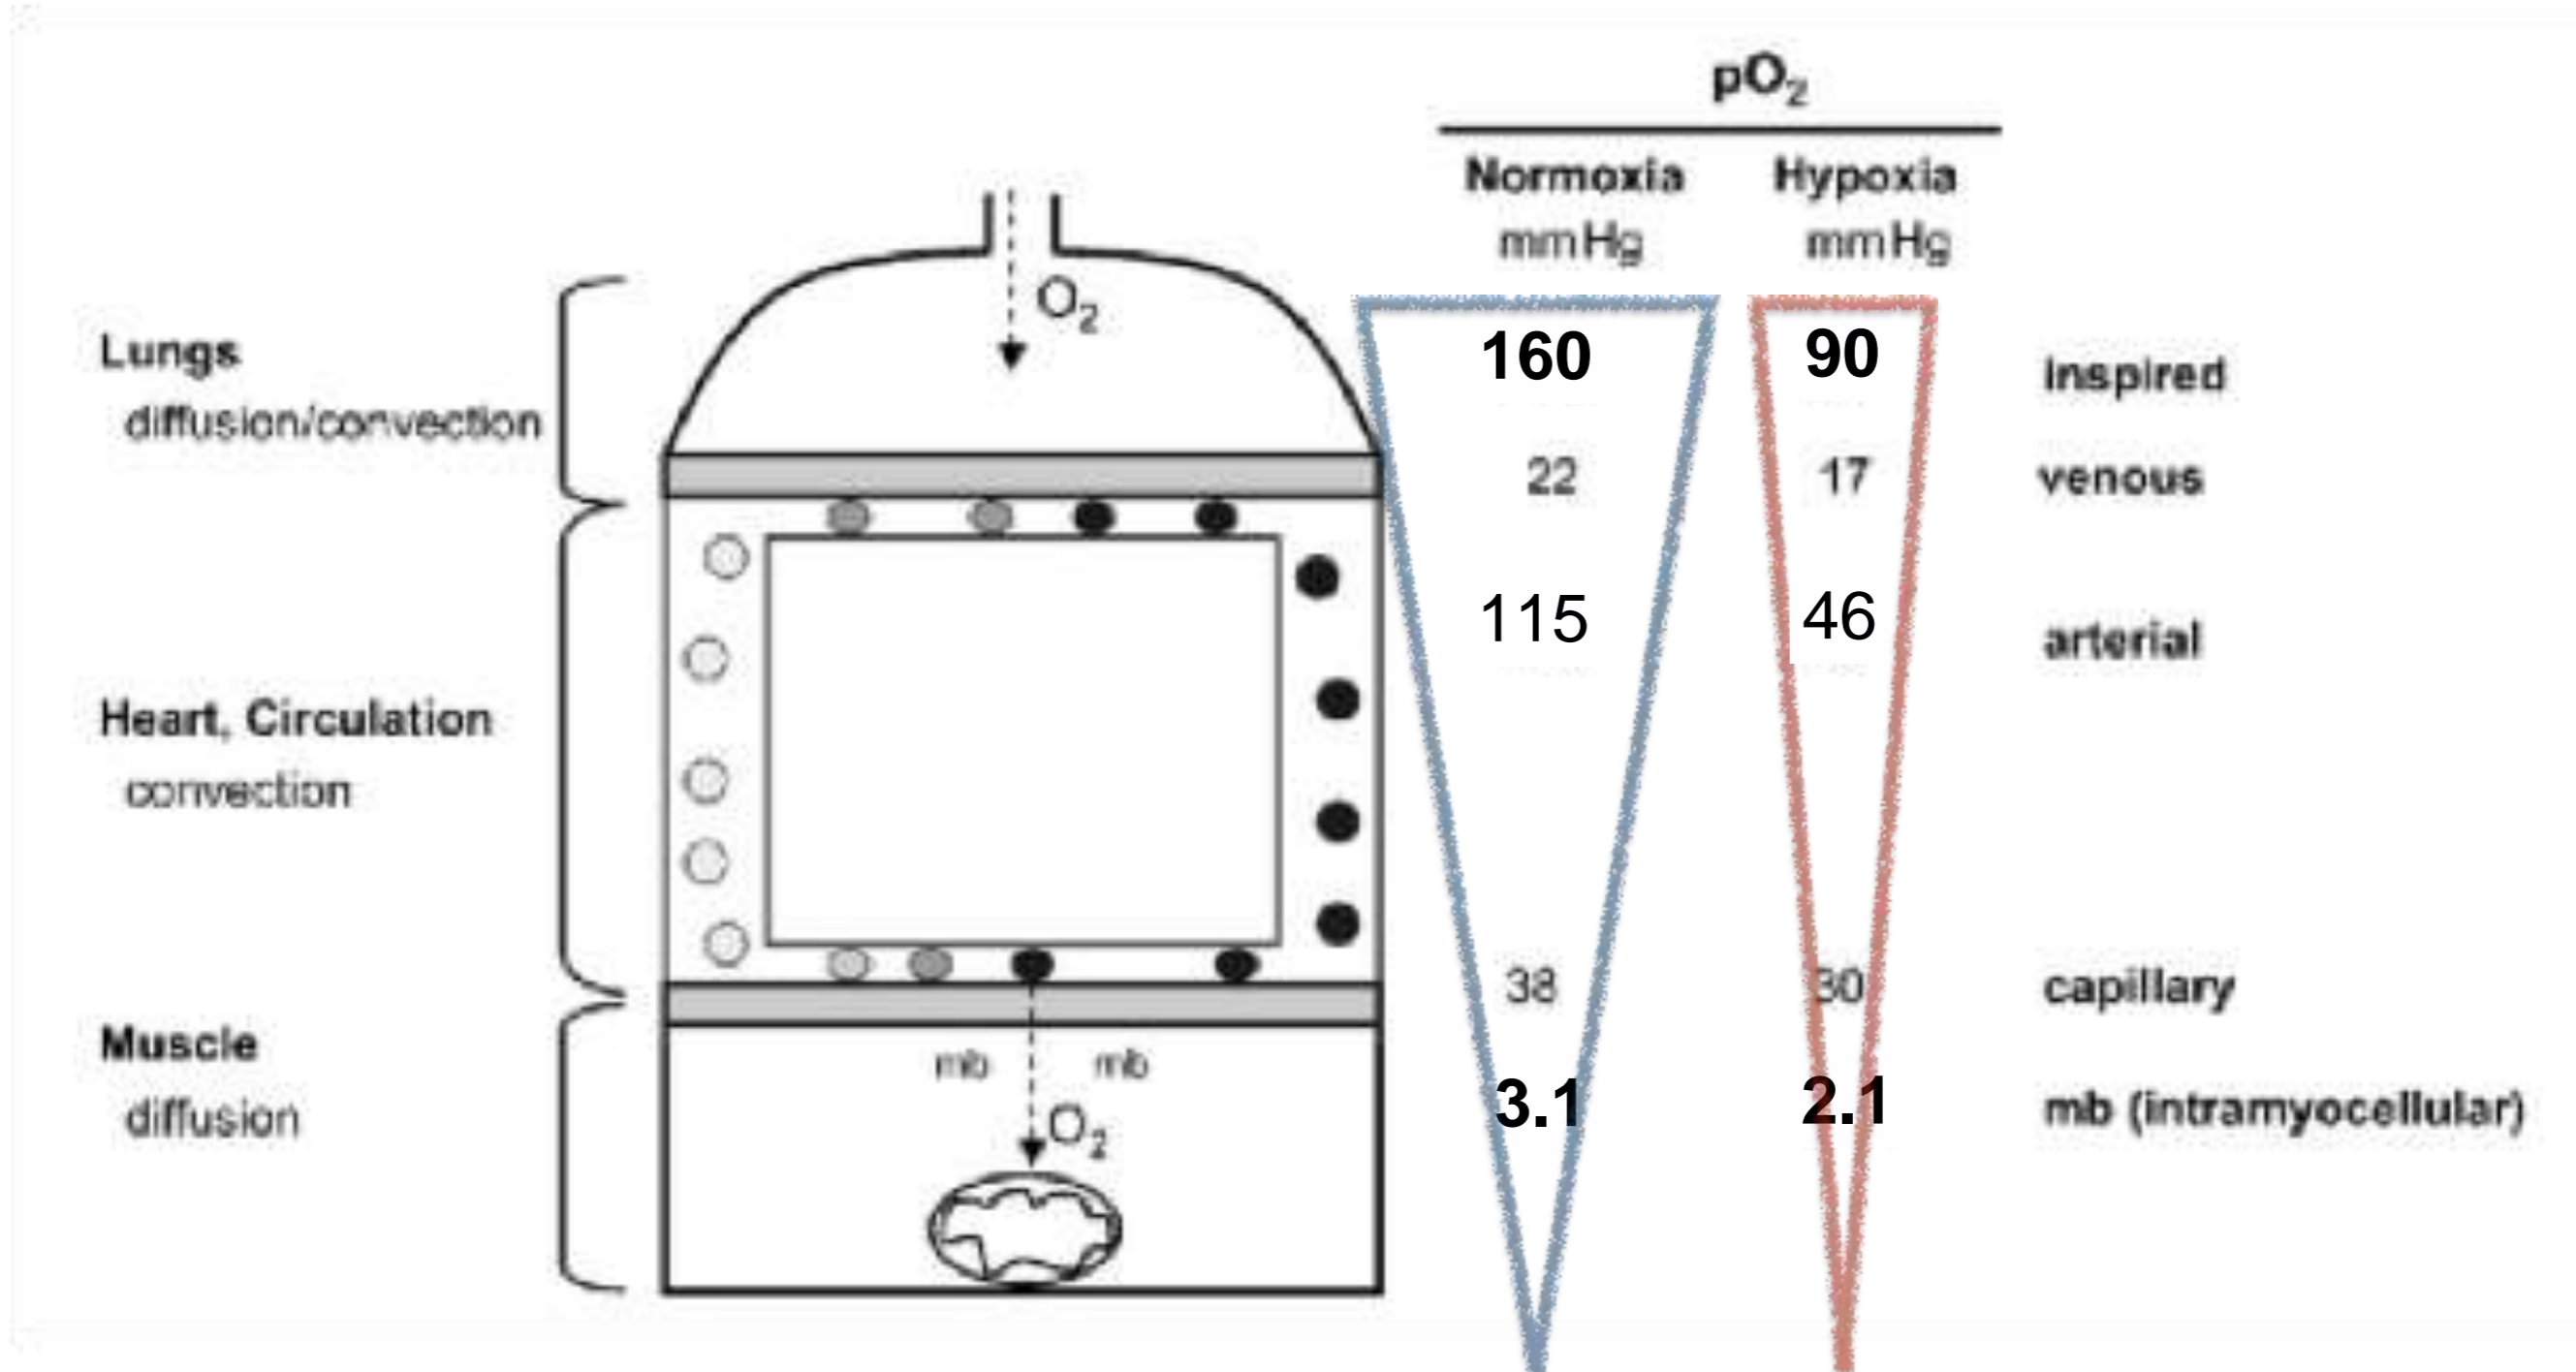 pO2
Normoxia Hypoxia
mmHg mmHg
O2
Lungs
diffusion/convection
160 90 Inspired
22 17 venous
115 46 arterial
Heart, Circulation
convection
38 30 capillary
Muscle
diffusion
mb mb
O2
3.1 2.1 mb (intramyocellular)